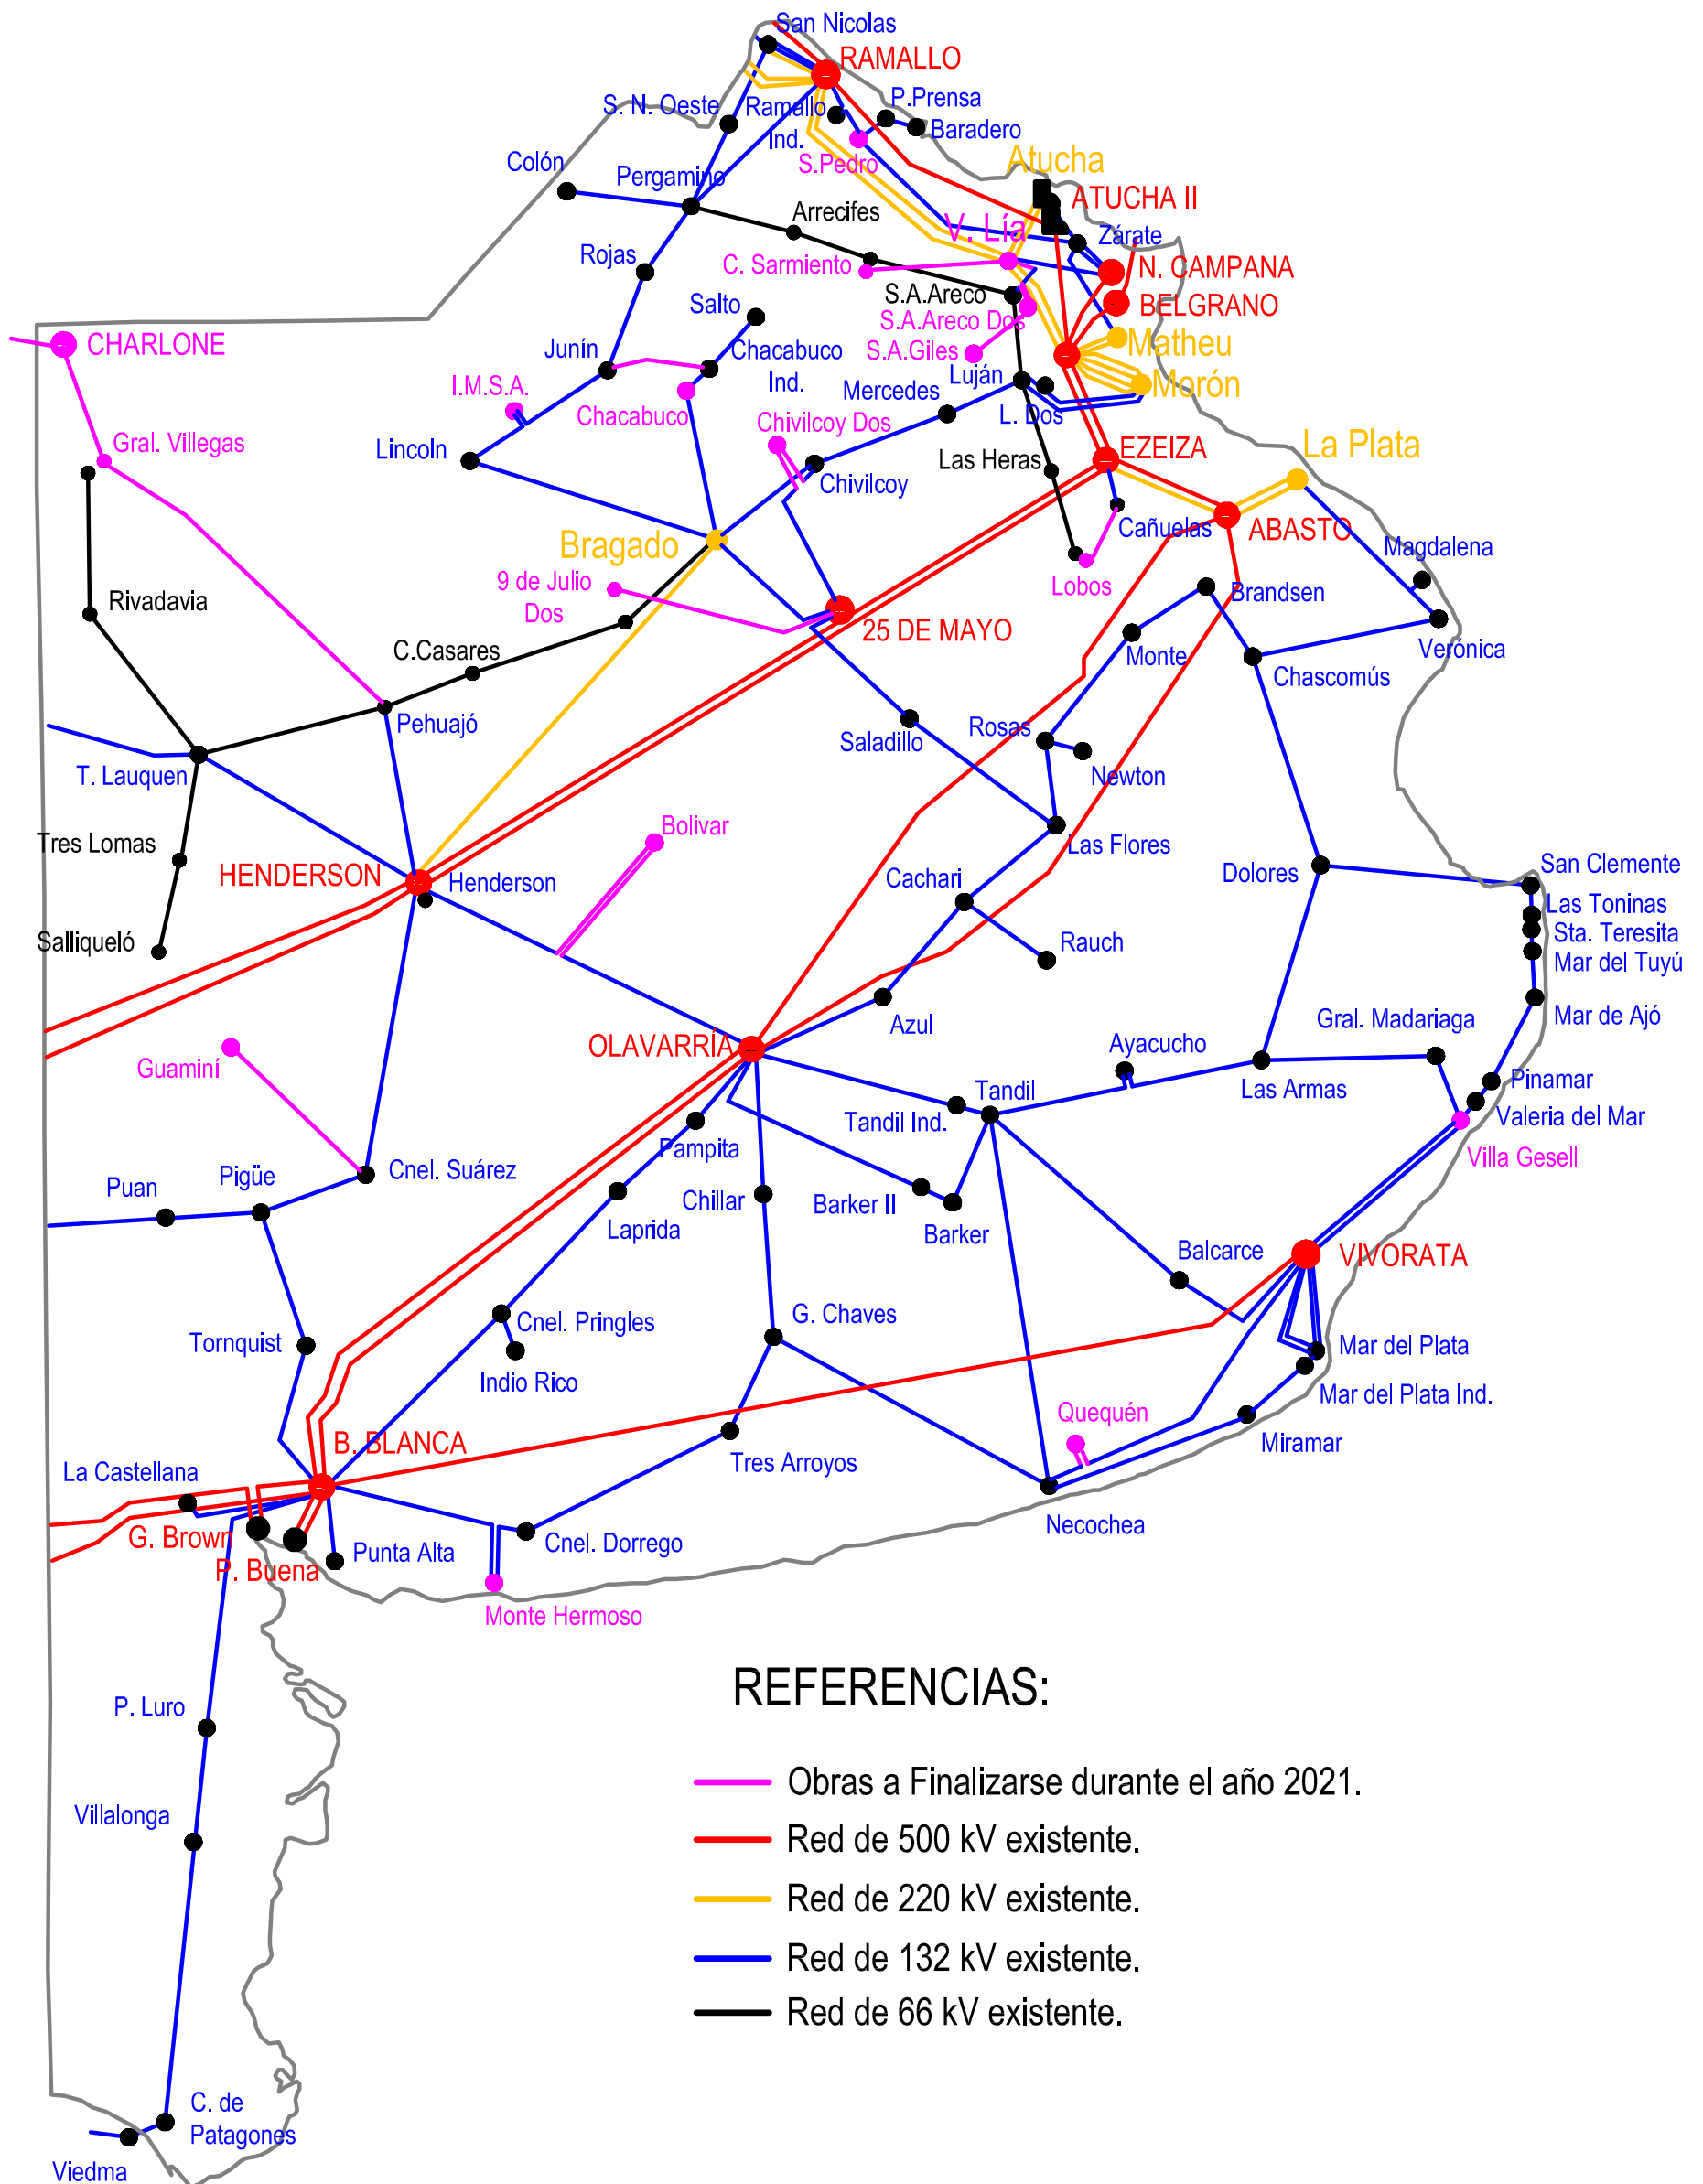 San Nicolas
RAMALLO
S. N. Oeste
Ramallo
Ind.
P.Prensa
Baradero
S.Pedro
Colón
Pergamino
Atucha
ATUCHA II
Arrecifes
V. Lía
Zárate
Rojas
C. Sarmiento
N. CAMPANA
Salto
S.A.Areco
BELGRANO
S.A.Areco Dos
CHARLONE
Junín
Chacabuco
Ind.
S.A.Giles
Matheu
I.M.S.A.
Mercedes
Luján
Morón
Chacabuco
Chivilcoy Dos
L. Dos
Gral. Villegas
Lincoln
Las Heras
EZEIZA
La Plata
Chivilcoy
Cañuelas
ABASTO
Bragado
Magdalena
9 de Julio
Dos
Lobos
Brandsen
Rivadavia
25 DE MAYO
C.Casares
Monte
Verónica
Chascomús
Pehuajó
Rosas
Saladillo
T. Lauquen
Newton
Tres Lomas
Bolivar
Las Flores
HENDERSON
Henderson
Cachari
Dolores
San Clemente
Las Toninas
Sta. Teresita
Mar del Tuyú
Salliqueló
Rauch
Azul
Mar de Ajó
Gral. Madariaga
OLAVARRÍA
Ayacucho
Guaminí
Tandil
Las Armas
Pinamar
Tandil Ind.
Valeria del Mar
Pampita
Villa Gesell
Cnel. Suárez
Pigüe
Puan
Chillar
Barker II
Laprida
Barker
Balcarce
VIVORATA
Cnel. Pringles
G. Chaves
Tornquist
Mar del Plata
Indio Rico
Mar del Plata Ind.
Quequén
B. BLANCA
Miramar
La Castellana
Tres Arroyos
Necochea
G. Brown
Punta Alta
Cnel. Dorrego
P. Buena
Monte Hermoso
REFERENCIAS:
P. Luro
Obras a Finalizarse durante el año 2021.
Villalonga
Red de 500 kV existente.
Red de 220 kV existente.
Red de 132 kV existente.
Red de 66 kV existente.
C. de
Patagones
Viedma